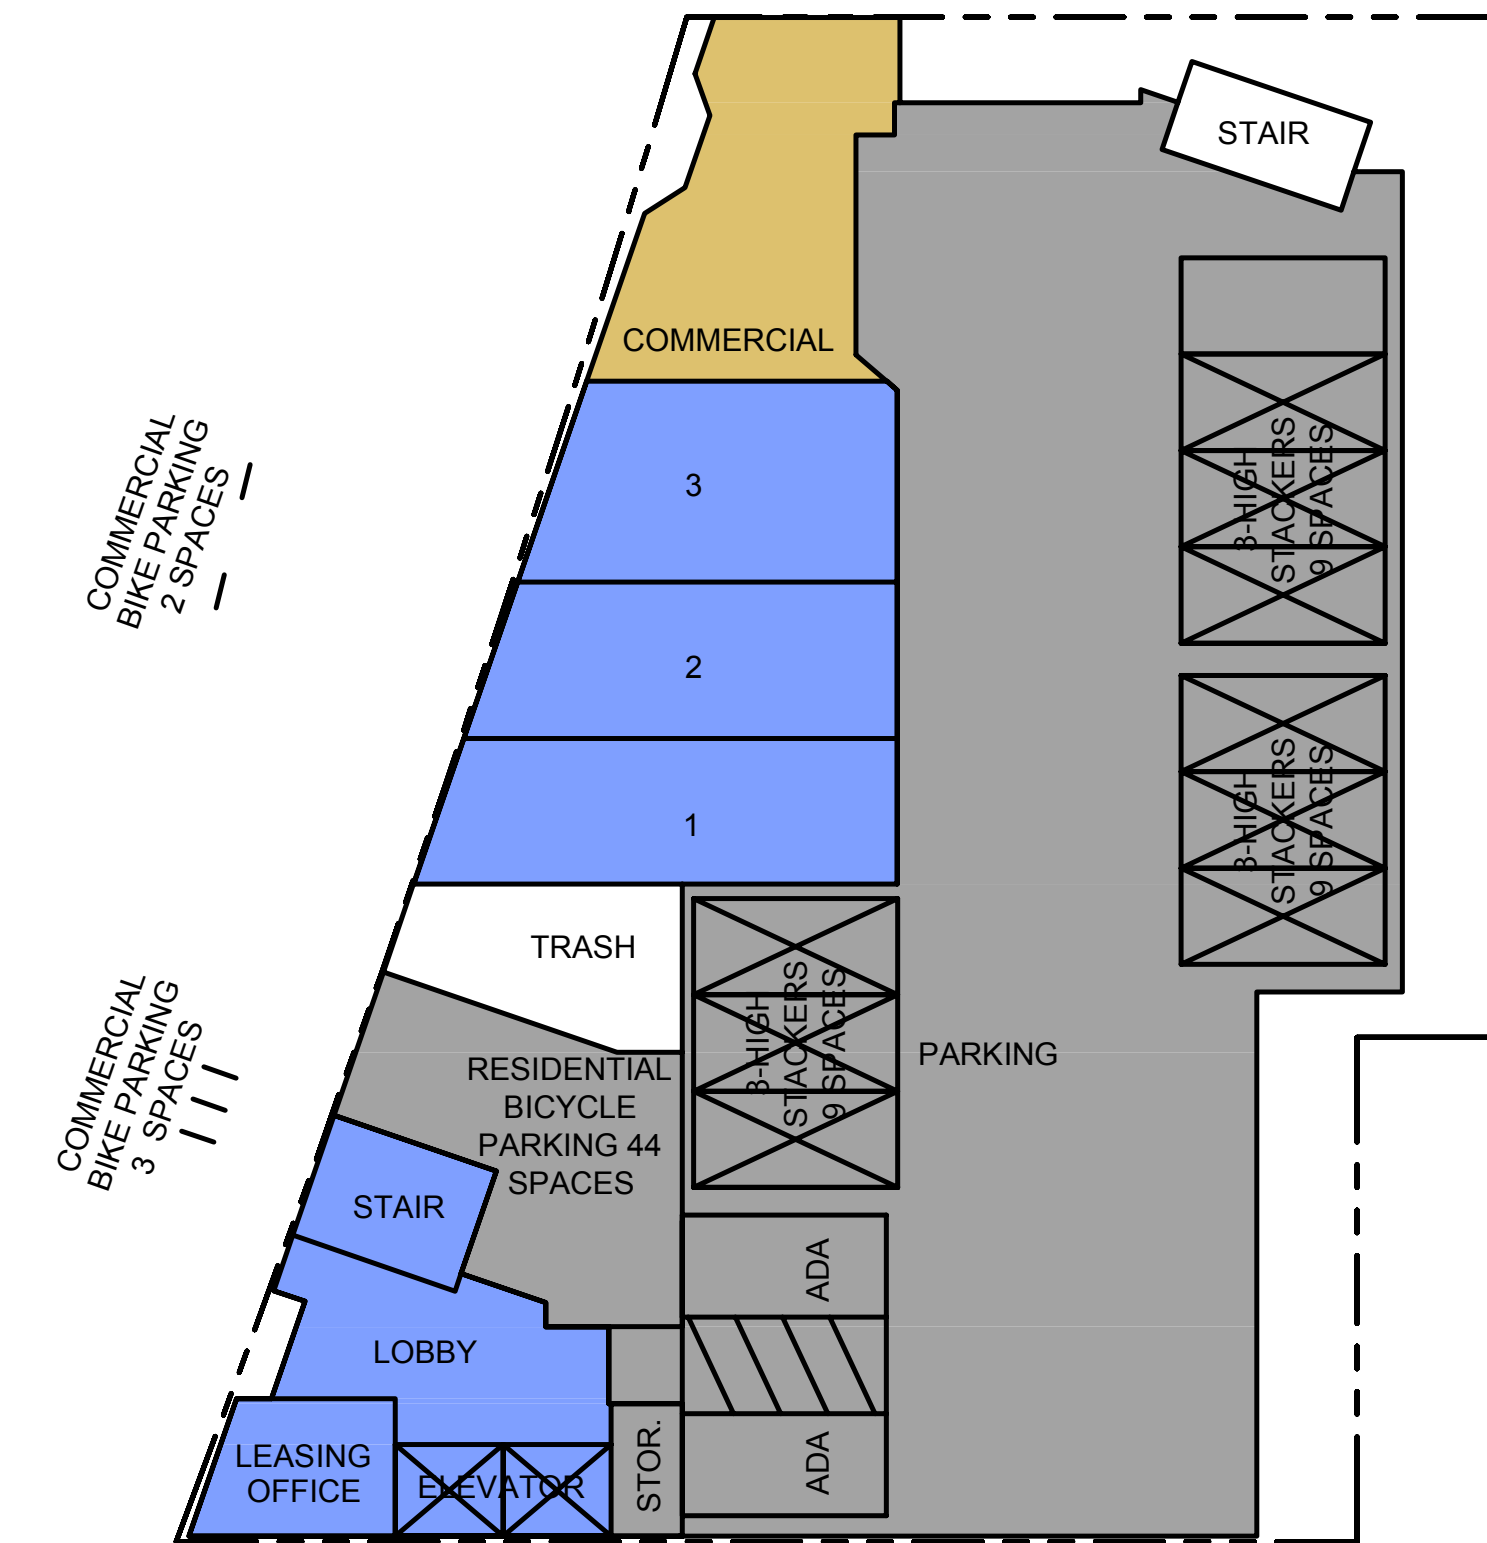 STAIR
COMMERCIAL
3
2
1
COMMERCIAL
BIKE PARKING
2 SPACES
3-HIGH
STACKERS
9 SPACES
3-HIGH
STACKERS
9 SPACES
TRASH
3-HIGH
STACKERS
9 SPACES
PARKING
COMMERCIAL
BIKE PARKING
3 SPACES
RESIDENTIAL
BICYCLE
PARKING 44
SPACES
STAIR
ADA
LOBBY
LEASING
OFFICE
ELEVATOR
STOR.
ADA